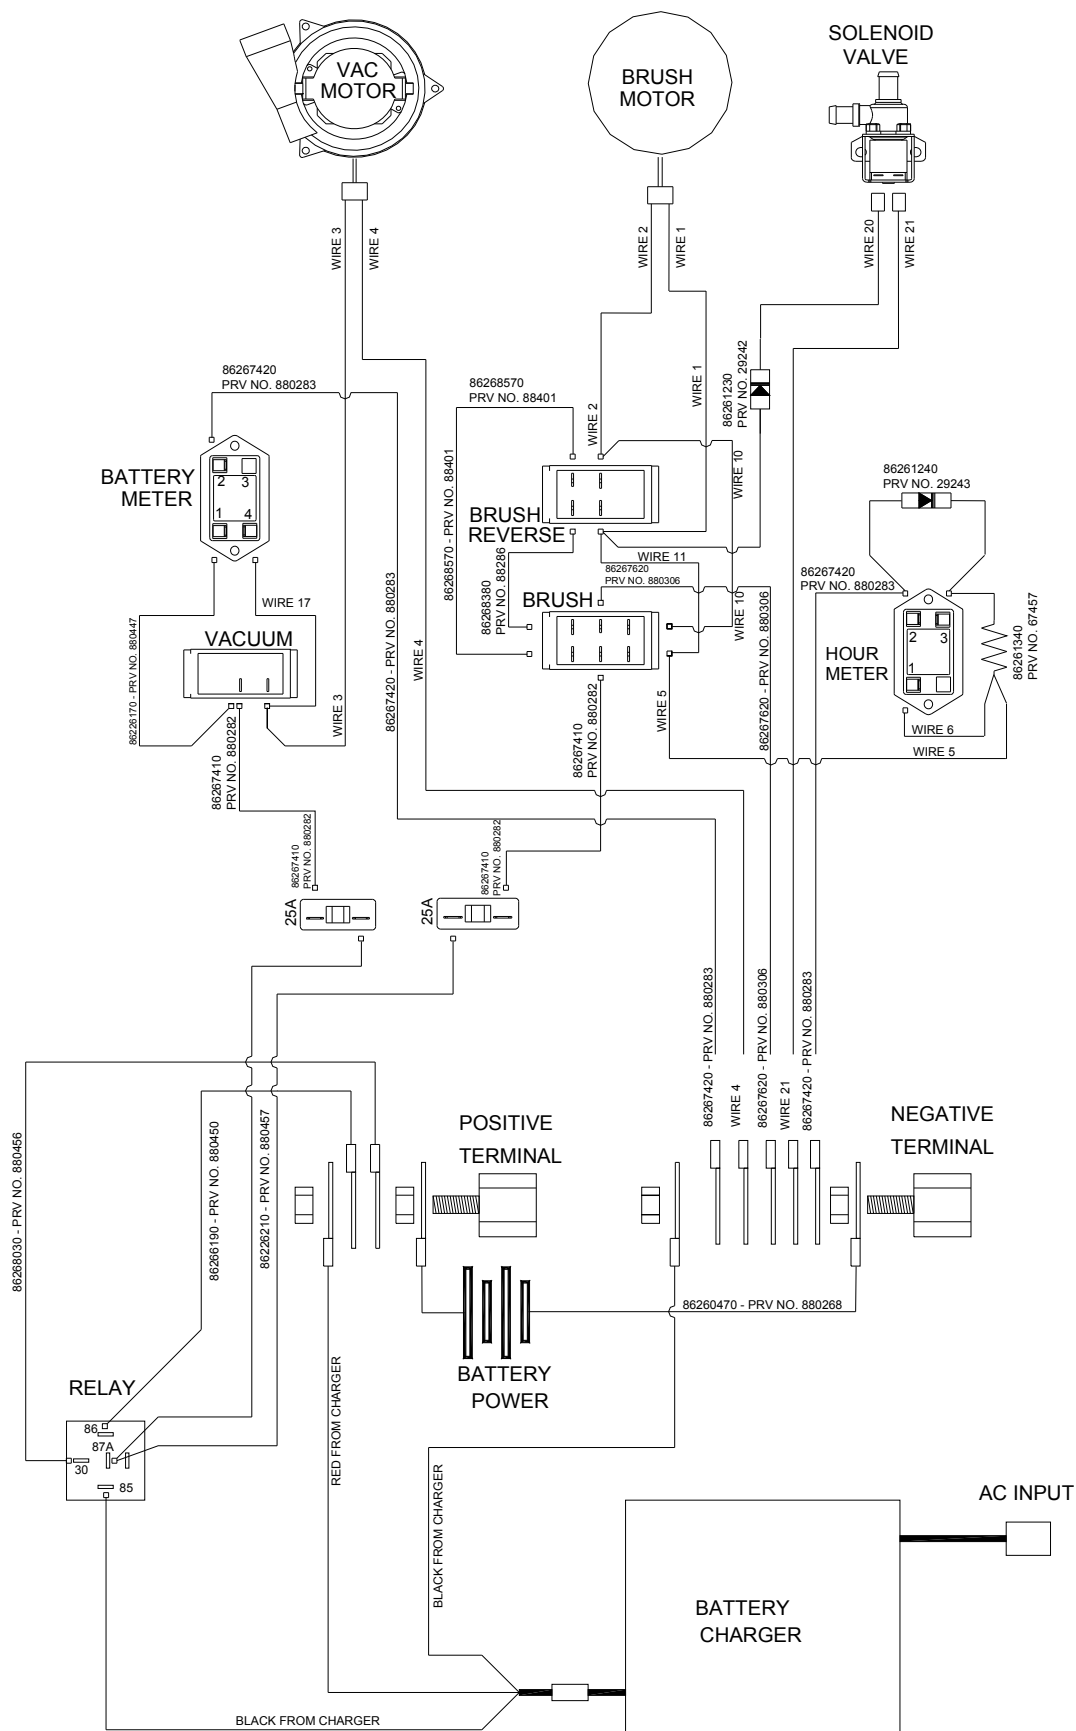 VAC
MOTOR
BRUSH
MOTOR
SOLENOID
VALVE
WIRE 3
WIRE 4
WIRE 2
WIRE 1
WIRE 20
WIRE 21
86267420
PRV NO. 880283
86268570
PRV NO. 88401
WIRE 2
WIRE 1
86261230
PRV NO. 29242
BATTERY
METER
2 3
1 4
86268570 - PRV NO. 88401
WIRE 10
86261240
PRV NO. 29243
BRUSH
REVERSE
WIRE 11
86267620
PRV NO. 880306
86268380
PRV NO. 88286
BRUSH
WIRE 10
86267420
PRV NO. 880283
WIRE 17
VACUUM
86226170 - PRV NO. 880447
86267410
PRV NO. 880282
WIRE 3
86267420 - PRV NO. 880283
WIRE 4
86267410
PRV NO. 880282
WIRE 5
86267620 - PRV NO. 880306
HOUR
METER
2 3
1
86261340
PRV NO. 67457
WIRE 6
WIRE 5
86267410
PRV NO. 880282
86267410
PRV NO. 880282
25A
25A
86267420 - PRV NO. 880283
WIRE 4
86267620 - PRV NO. 880306
WIRE 21
86267420 - PRV NO. 880283
86268030 - PRV NO. 880456
86266190 - PRV NO. 880450
86226210 - PRV NO. 880457
POSITIVE
TERMINAL
NEGATIVE
TERMINAL
86260470 - PRV NO. 880268
BATTERY
POWER
RELAY
86
87A
30
85
RED FROM CHARGER
BLACK FROM CHARGER
AC INPUT
BATTERY
CHARGER
BLACK FROM CHARGER